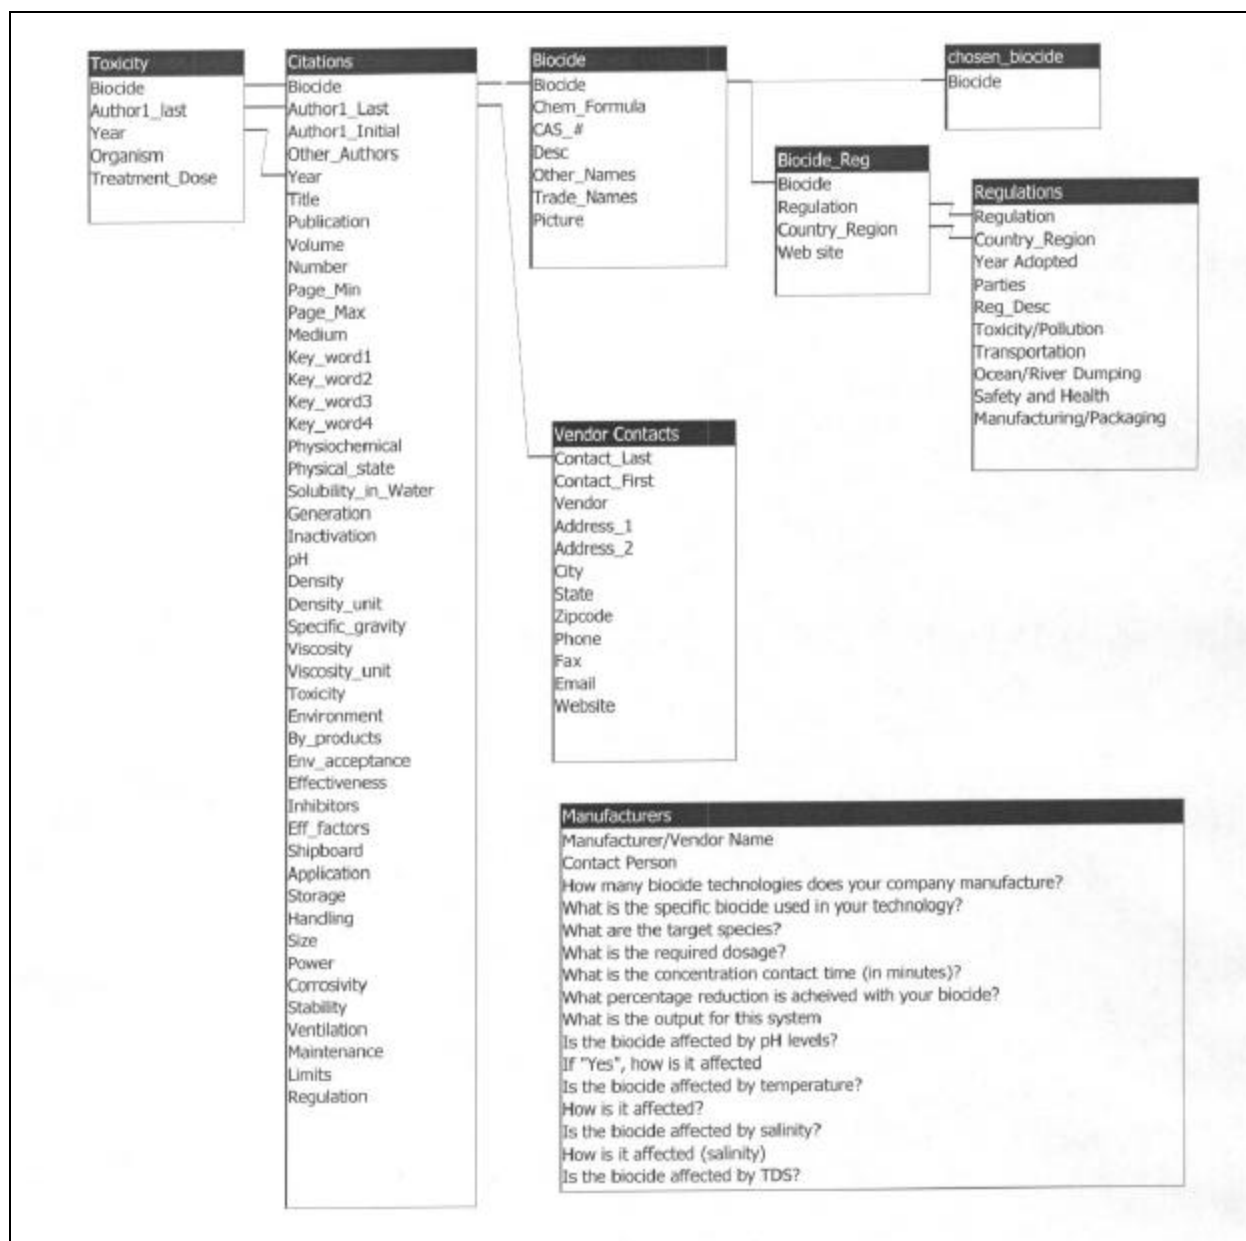 Toxicity
Biocide
Author1_last
Year
Organism
Treatment_Dose
Citations
Biocide
Author1_Last
Author1_Initial
Other_Authors
Year
Title
Publication
Volume
Number
Page_Min
Page_Max
Medium
Key_word1
Key_word2
Key_word3
Key_word4
Physiochemical
Physical_state
Solubility_in_Water
Generation
Inactivation
pH
Density
Density_unit
Specific_gravity
Viscosity
Viscosity_unit
Toxicity
Environment
By_products
Env_acceptance
Effectiveness
Inhibitors
Eff_factors
Shipboard
Application
Storage
Handling
Size
Power
Corrosivity
Stability
Ventilation
Maintenance
Limits
Regulation
Biocide
Biocide
Chem_Formula
CAS_#
Desc
Other_Names
Trade_Names
Picture
chosen_biocide
Biocide
Biocide_Reg
Biocide
Regulation
Country_Region
Web site
Regulations
Regulation
Country_Region
Year Adopted
Parties
Reg_Desc
Toxicity/Pollution
Transportation
Ocean/River Dumping
Safety and Health
Manufacturing/Packaging
Vendor Contacts
Contact_Last
Contact_First
Vendor
Address_1
Address_2
City
State
Zipcode
Phone
Fax
Email
Website
Manufacturers
Manufacturer/Vendor Name
Contact Person
How many biocide technologies does your company manufacture?
What is the specific biocide used in your technology?
What are the target species?
What is the required dosage?
What is the concentration contact time (in minutes)?
What percentage reduction is acheived with your biocide?
What is the output for this system
Is the biocide affected by pH levels?
If "Yes", how is it affected
Is the biocide affected by temperature?
How is it affected?
Is the biocide affected by salinity?
How is it affected (salinity)
Is the biocide affected by TDS?